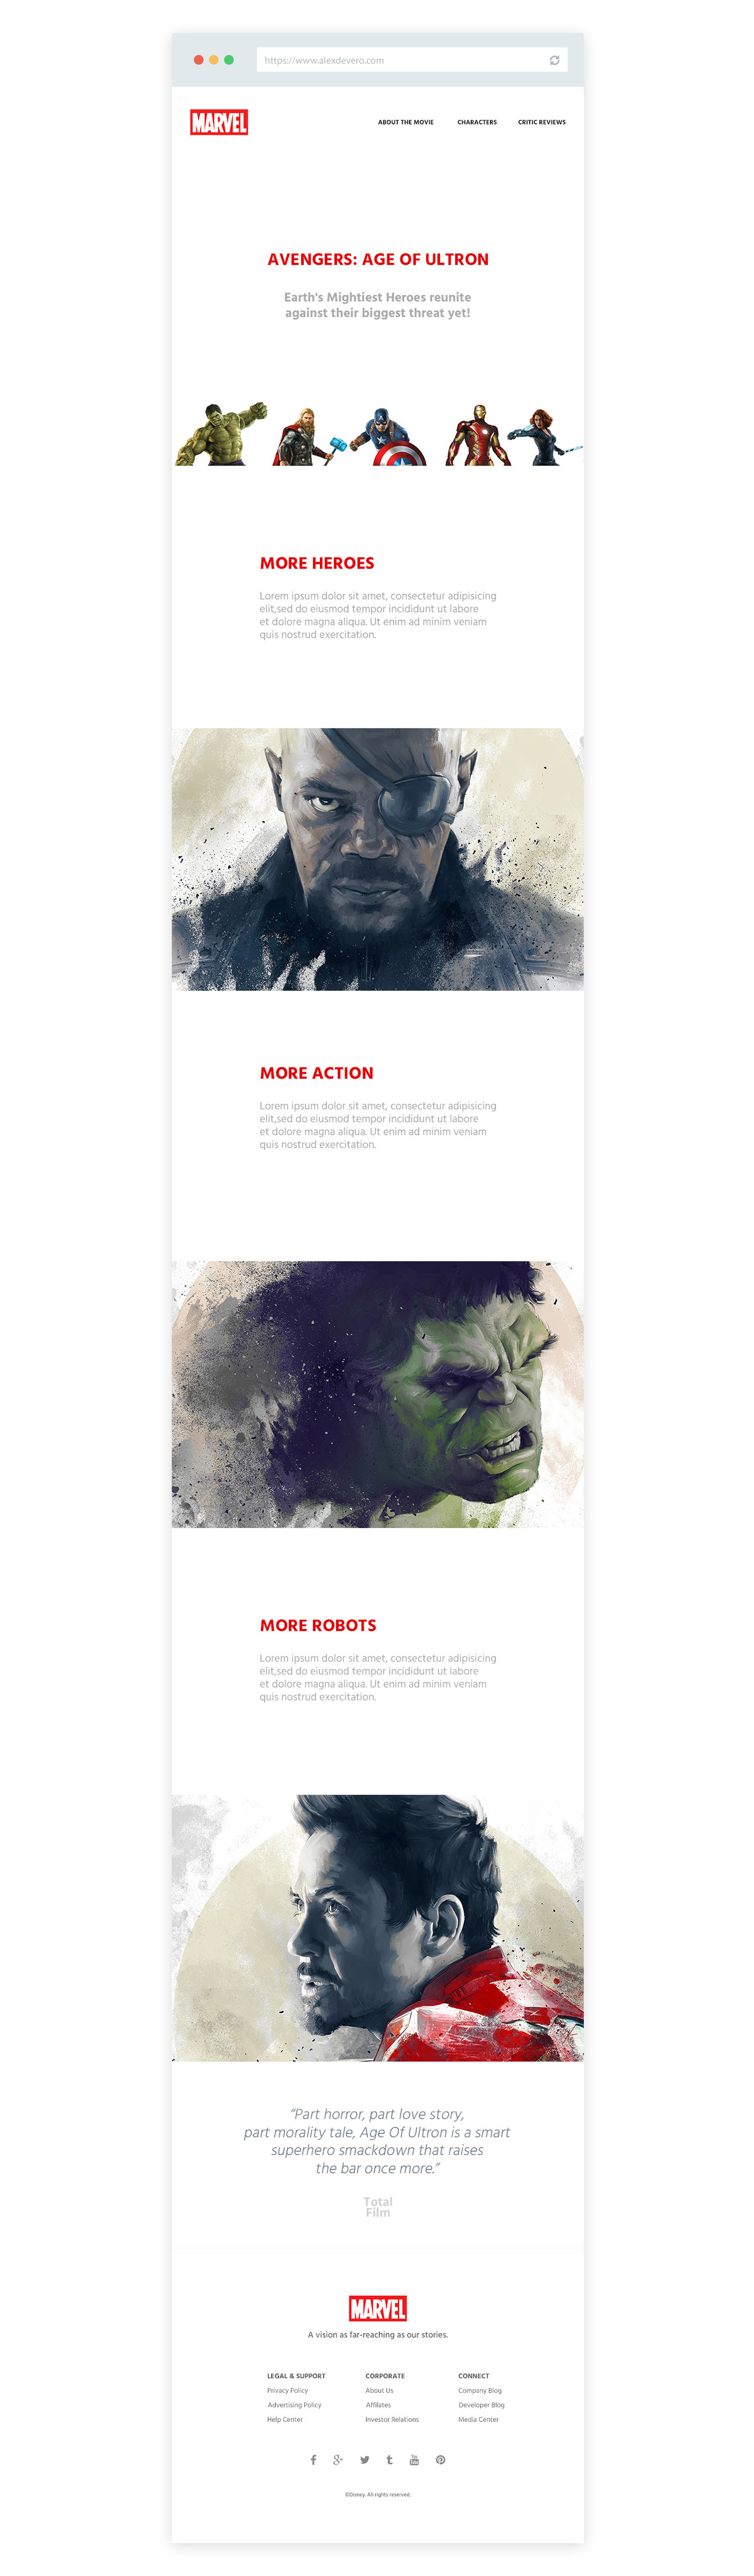 https://www.alexdevero.com
MARVEL
ABOUT THE MOVIE CHARACTERS CRITIC REVIEWS
AVENGERS: AGE OF ULTRON
Earth's Mightiest Heroes reunite
against their biggest threat yet!
MORE HEROES
Lorem ipsum dolor sit amet, consectetur adipisicing
elit,sed do eiusmod tempor incididunt ut labore
et dolore magna aliqua. Ut enim ad minim veniam
quis nostrud exercitation.
MORE ACTION
Lorem ipsum dolor sit amet, consectetur adipisicing
elit,sed do eiusmod tempor incididunt ut labore
et dolore magna aliqua. Ut enim ad minim veniam
quis nostrud exercitation.
MORE ROBOTS
Lorem ipsum dolor sit amet, consectetur adipisicing
elit,sed do eiusmod tempor incididunt ut labore
et dolore magna aliqua. Ut enim ad minim veniam
quis nostrud exercitation.
“Part horror, part love story,
part morality tale, Age Of Ultron is a smart
superhero smackdown that raises
the bar once more.”
Total
Film
MARVEL
A vision as far-reaching as our stories.
LEGAL & SUPPORT CORPORATE CONNECT
Privacy Policy About Us Company Blog
Advertising Policy Affilates Developer Blog
Help Center Investor Relations Media Center
©Disney. All rights reserved.